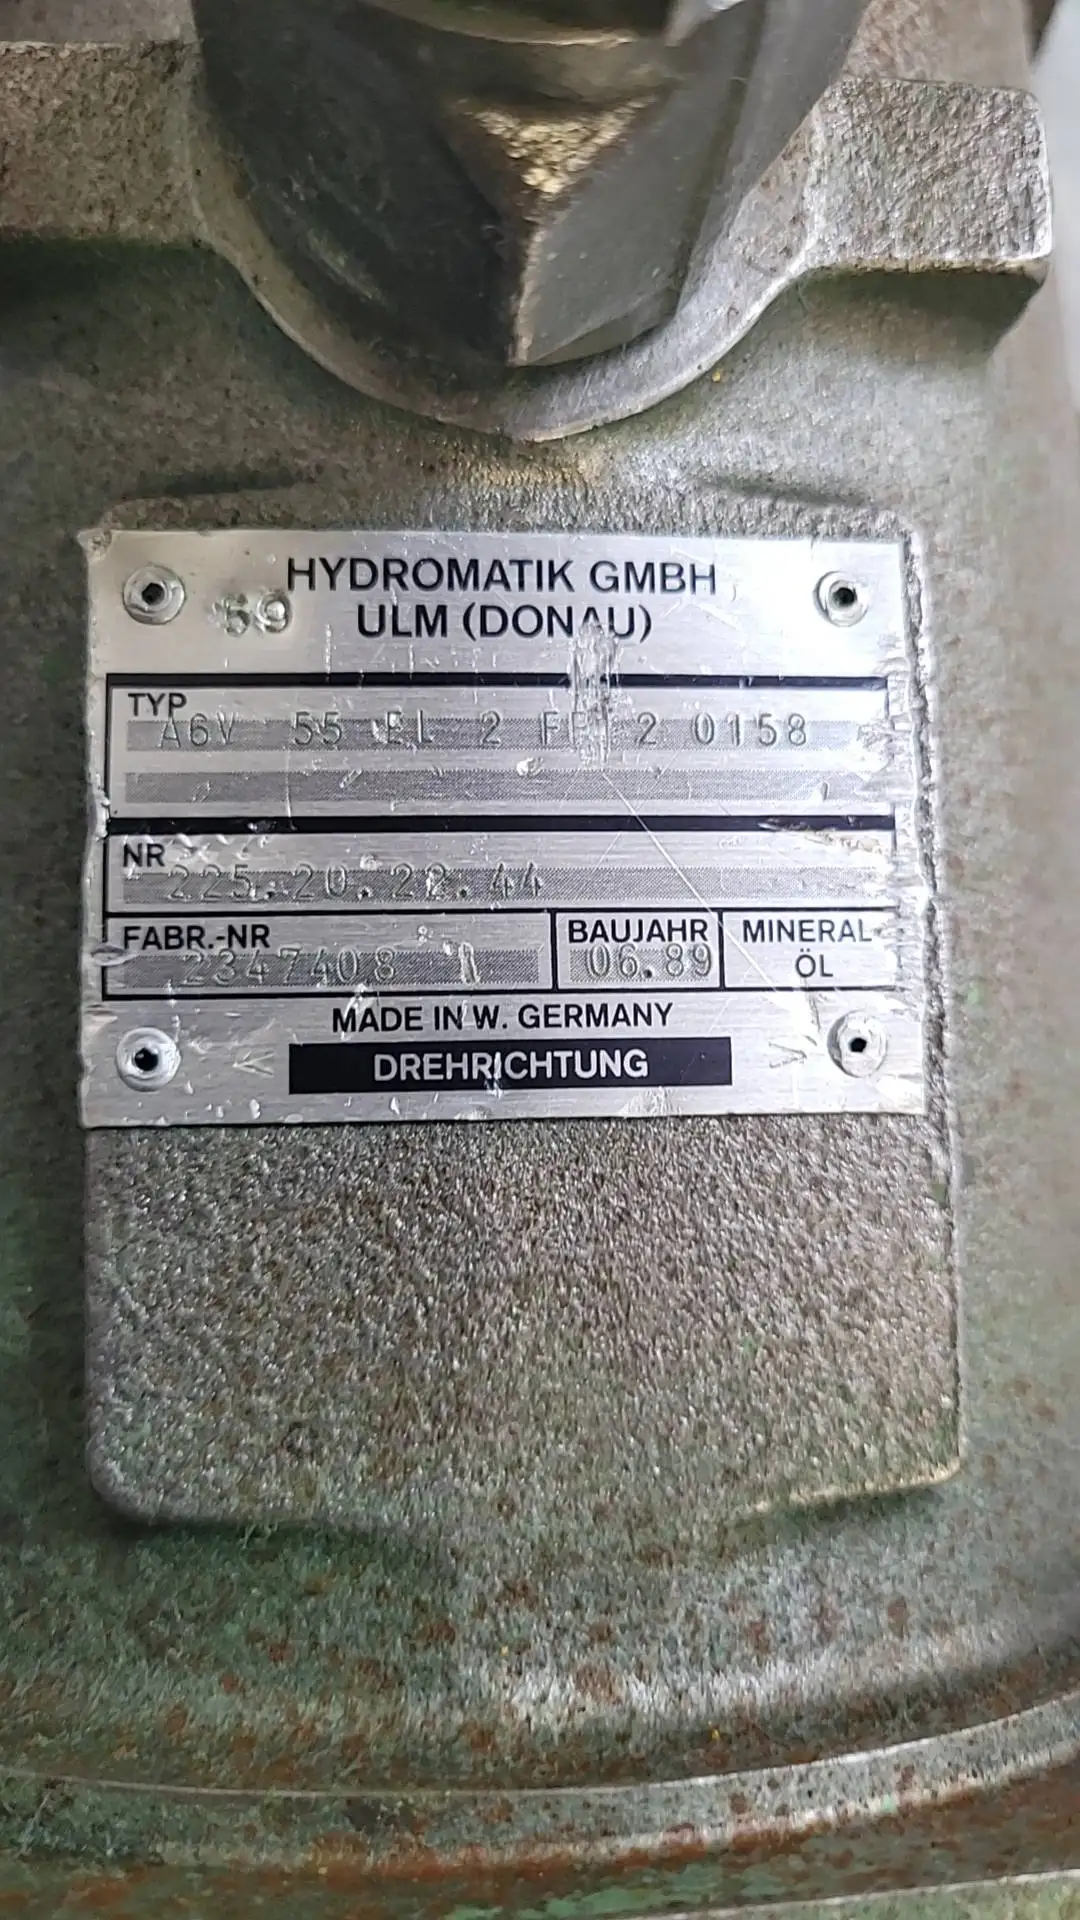 HYDROMATIK GMBH
59 ULM (DONAU)
TYP
A6V 55 EL 2 F 2 0158
NR
225.20.22.44
FABR.-NR
2347408
BAUJAHR
06.89
MINERAL-
ÖL
MADE IN W. GERMANY
< DREHRICHTUNG >